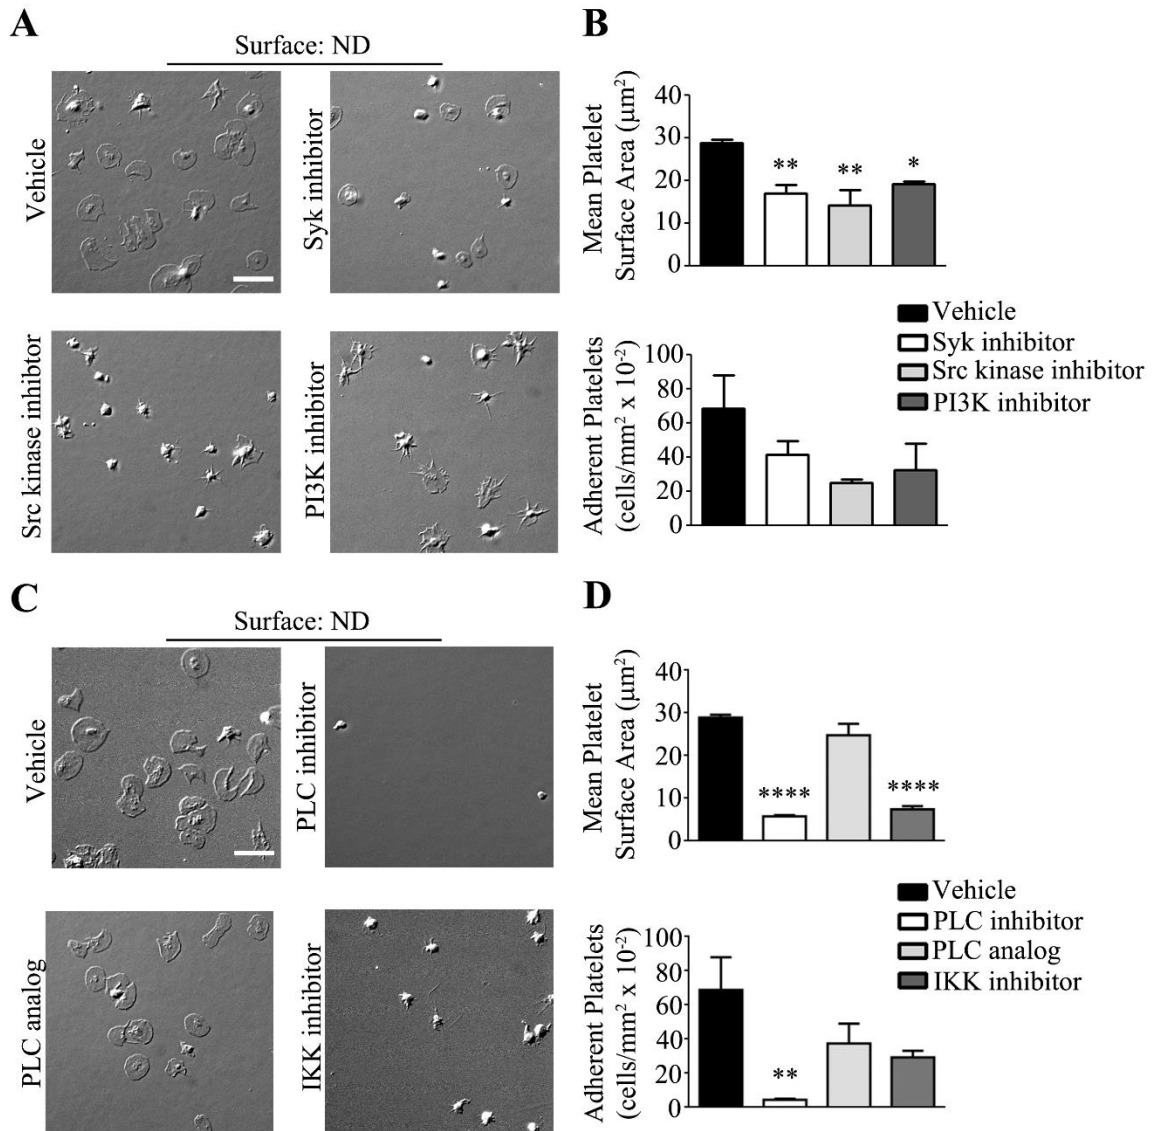 A
Surface: ND
Vehicle
Syk inhibitor
Src kinase inhibtor
PI3K inhibitor
B
Mean Platelet
Surface Area (μm²)
40
30
20
10
0
** ** *
Vehicle
Syk inhibitor
Src kinase inhibitor
PI3K inhibitor
Adherent Platelets
(cells/mm² x 10⁻²)
100
80
60
40
20
0
C
Surface: ND
Vehicle
PLC inhibitor
PLC analog
IKK inhibitor
D
Mean Platelet
Surface Area (μm²)
40
30
20
10
0
**** ****
Vehicle
PLC inhibitor
PLC analog
IKK inhibitor
Adherent Platelets
(cells/mm² x 10⁻²)
100
80
60
40
20
0
**